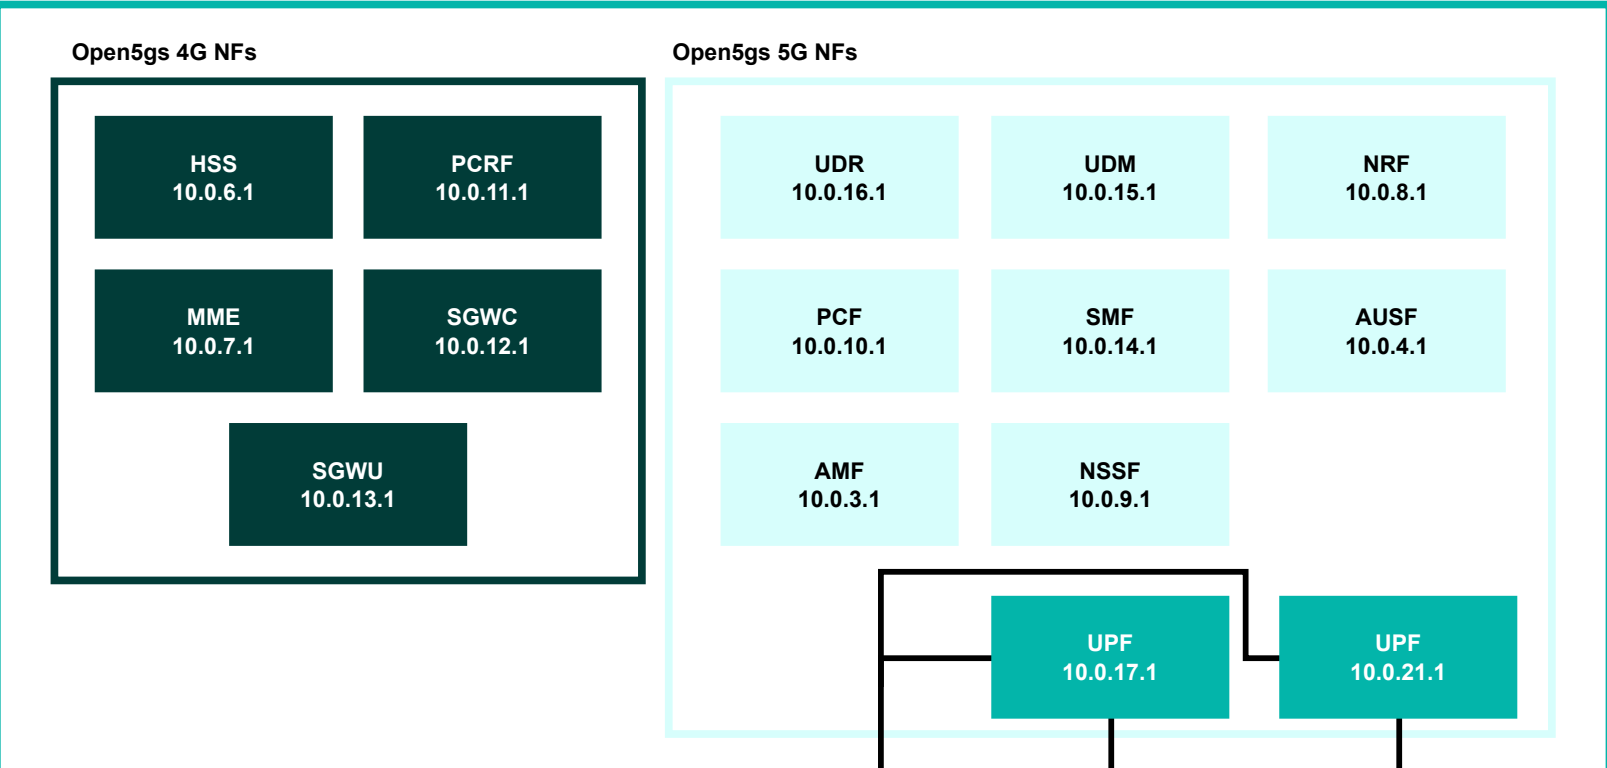 Open5gs 4G NFs
HSS
10.0.6.1
PCRF
10.0.11.1
MME
10.0.7.1
SGWC
10.0.12.1
SGWU
10.0.13.1
Open5gs 5G NFs
UDR
10.0.16.1
UDM
10.0.15.1
NRF
10.0.8.1
PCF
10.0.10.1
SMF
10.0.14.1
AUSF
10.0.4.1
AMF
10.0.3.1
NSSF
10.0.9.1
UPF
10.0.17.1
UPF
10.0.21.1